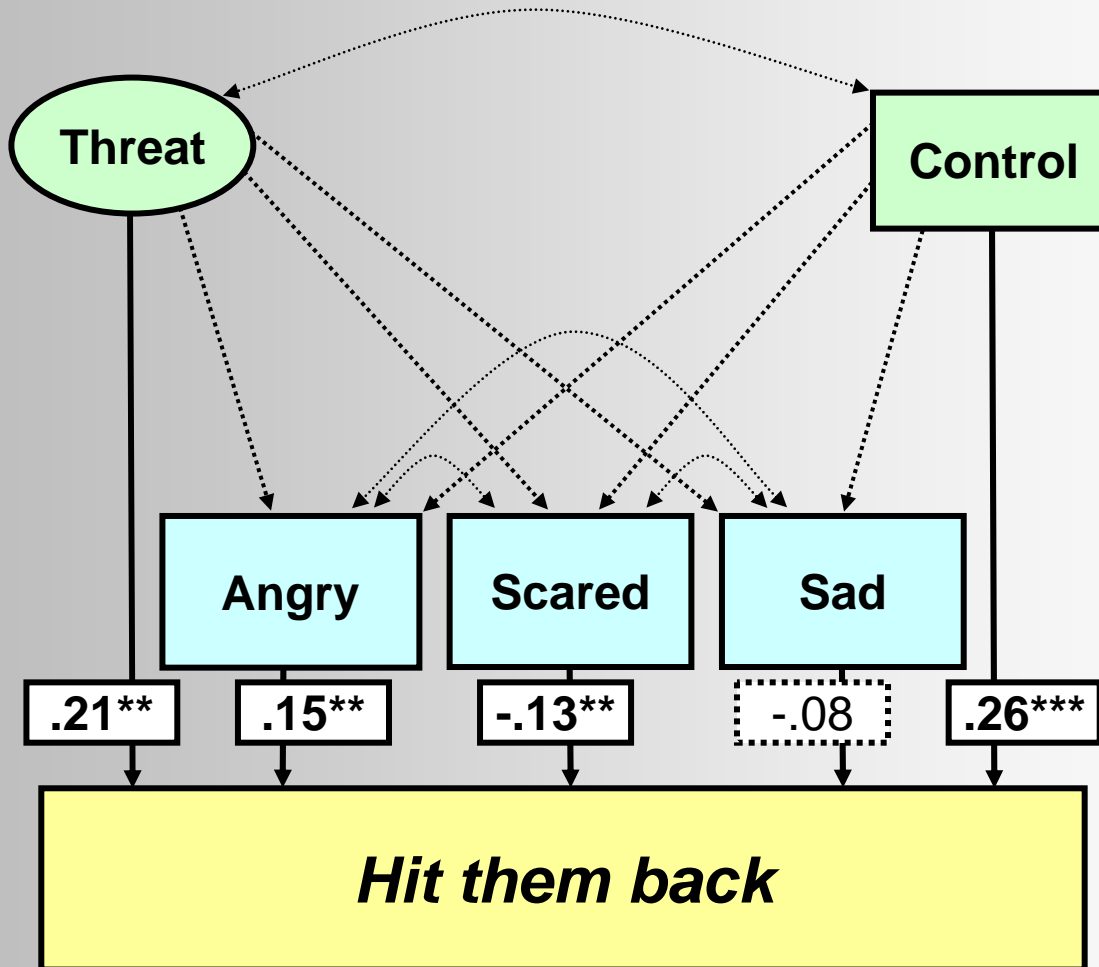 Threat
Control
Angry
Scared
Sad
.21**
.15**
-.13**
-.08
.26***
Hit them back